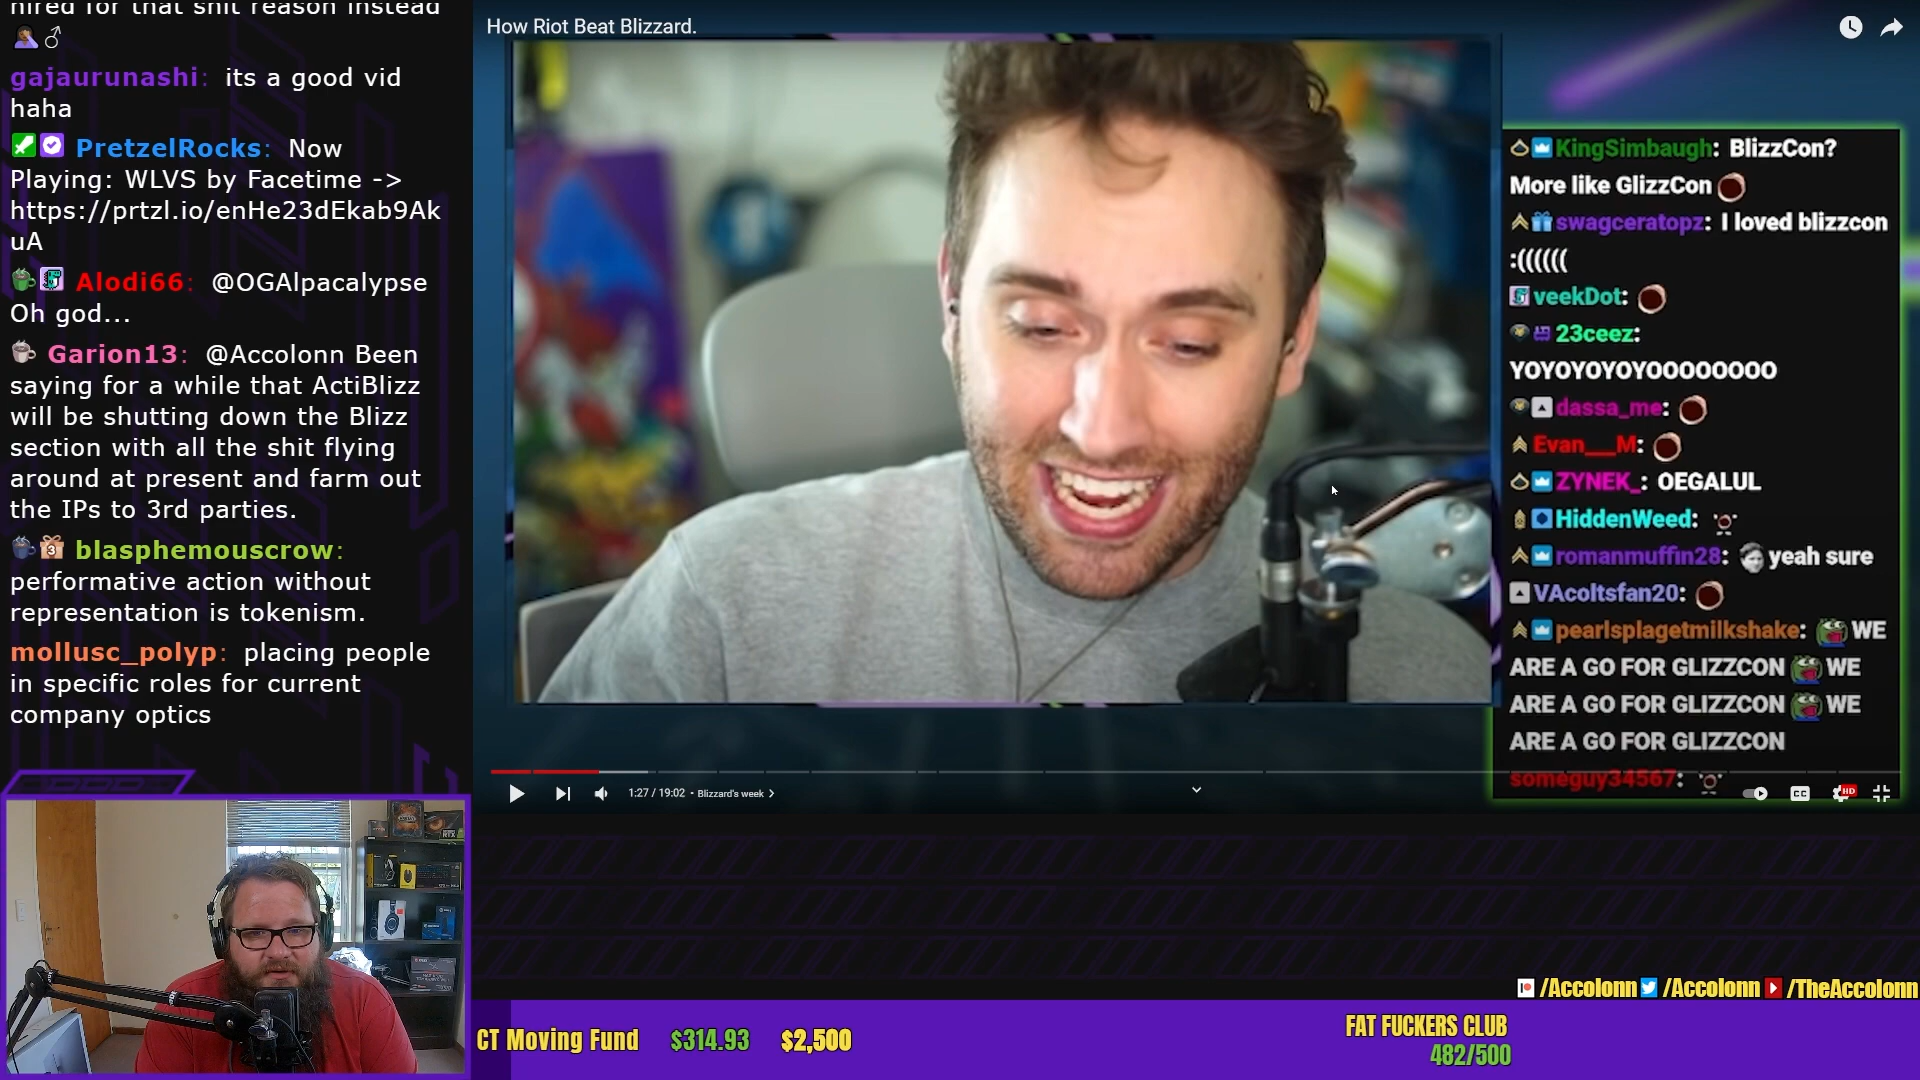 hired for that shit reason instead
gajaurunashi: its a good vid
haha
PretzelRocks: Now
Playing: WLVS by Facetime ->
https://prtzl.io/enHe23dEkab9Ak
uA
Alodi66: @OGAlpacalypse
Oh god...
Garion13: @Accolonn Been
saying for a while that ActiBlizz
will be shutting down the Blizz
section with all the shit flying
around at present and farm out
the IPs to 3rd parties.
blasphemouscrow:
performative action without
representation is tokenism.
mollusc_polyp: placing people
in specific roles for current
company optics
How Riot Beat Blizzard.
KingSimbaugh: BlizzCon?
More like GlizzCon
swagceratopz: I loved blizzcon
:((((((
veekDot:
23ceez:
YOYOYOYOYOOOOOOOO
dassa_me:
Evan___M:
ZYNEK_: OEGALUL
HiddenWeed:
romanmuffin28: yeah sure
VAcoltsfan20:
pearlsplagetmilkshake: WE
ARE A GO FOR GLIZZCON WE
ARE A GO FOR GLIZZCON WE
ARE A GO FOR GLIZZCON
someguy34567:
1:27 / 19:02 • Blizzard's week
CC
HD
/Accolonn /Accolonn /TheAccolonn
CT Moving Fund $314.93 $2,500
FAT FUCKERS CLUB
482/500